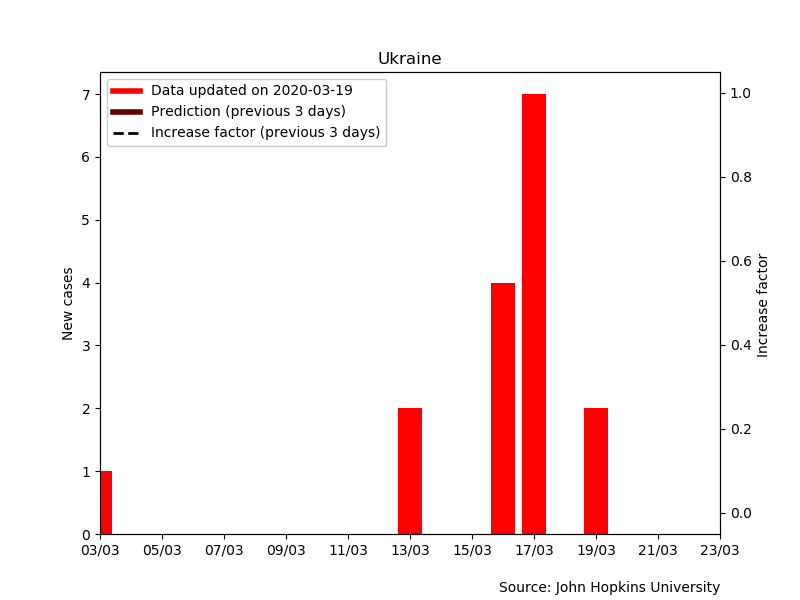 Ukraine
Data updated on 2020-03-19
Prediction (previous 3 days)
Increase factor (previous 3 days)
New cases
7
6
5
4
3
2
1
0
1.0
0.8
0.6
0.4
0.2
0.0
Increase factor
03/03 05/03 07/03 09/03 11/03 13/03 15/03 17/03 19/03 21/03 23/03
Source: John Hopkins University